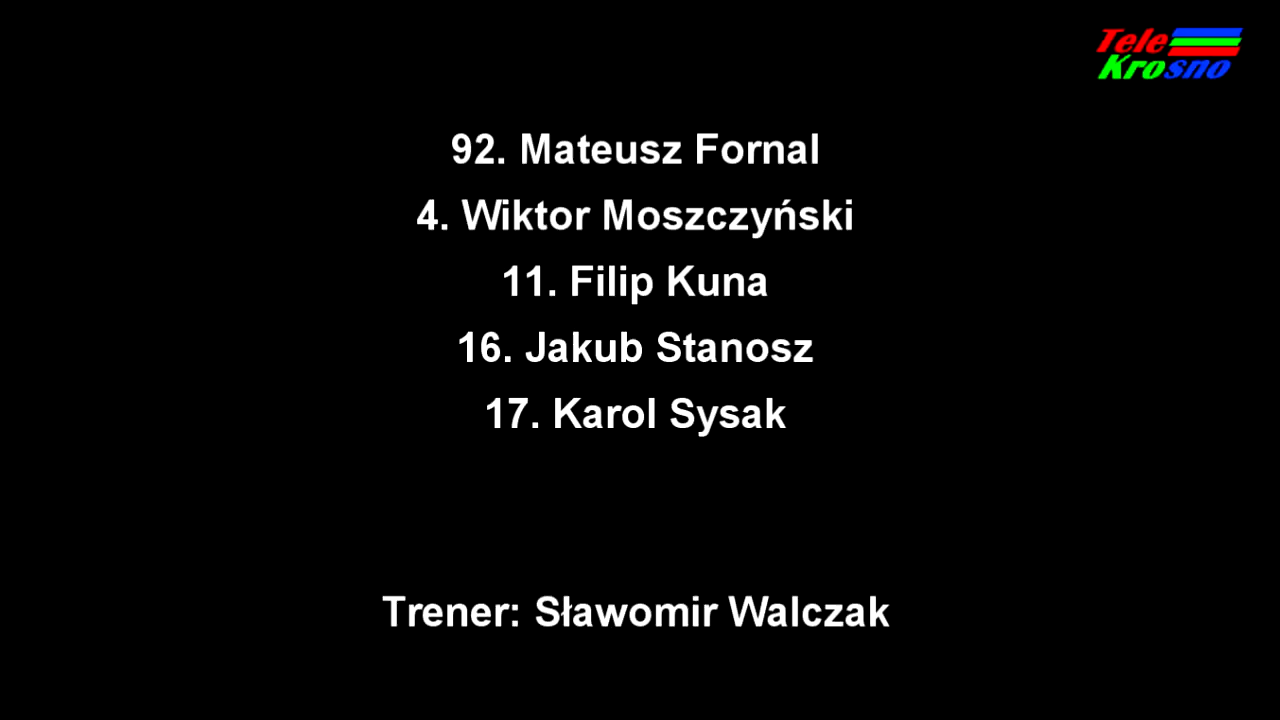 Tele
Krosno
92. Mateusz Fornal
4. Wiktor Moszczyński
11. Filip Kuna
16. Jakub Stanosz
17. Karol Sysak
Trener: Sławomir Walczak